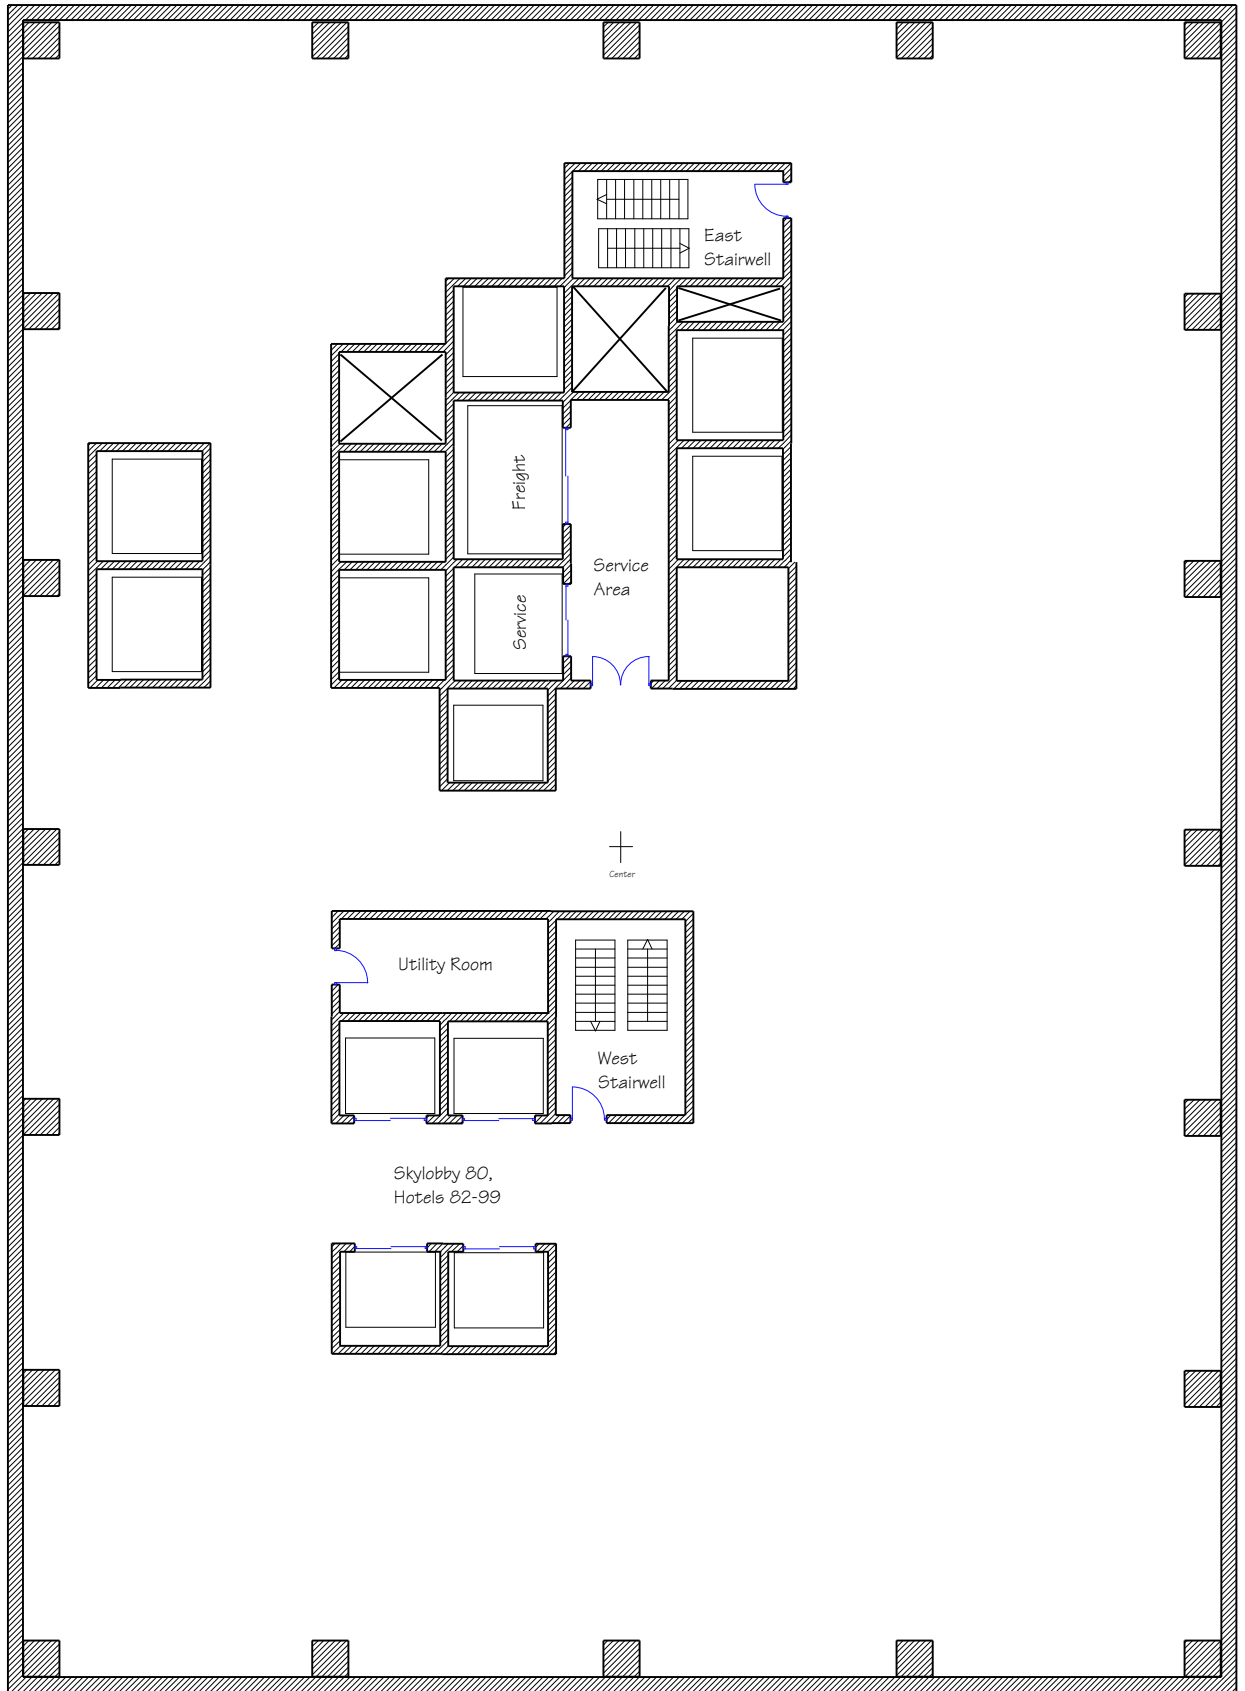 East
Stairwell
Freight
Service
Area
Service
Center
Utility Room
West
Stairwell
Skylobby 80,
Hotels 82-99